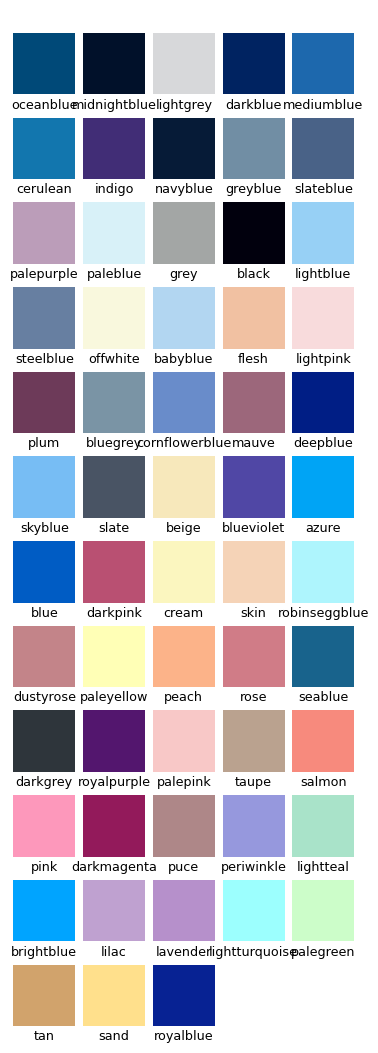 oceanblue midnightblue lightgrey darkblue mediumblue
cerulean indigo navyblue greyblue slateblue
palepurple paleblue grey black lightblue
steelblue offwhite babyblue flesh lightpink
plum bluegrey cornflowerblue mauve deepblue
skyblue slate beige blueviolet azure
blue darkpink cream skin robinseggblue
dustyrose paleyellow peach rose seablue
darkgrey royalpurple palepink taupe salmon
pink darkmagenta puce periwinkle lightteal
brightblue lilac lavender lightturquoise palegreen
tan sand royalblue